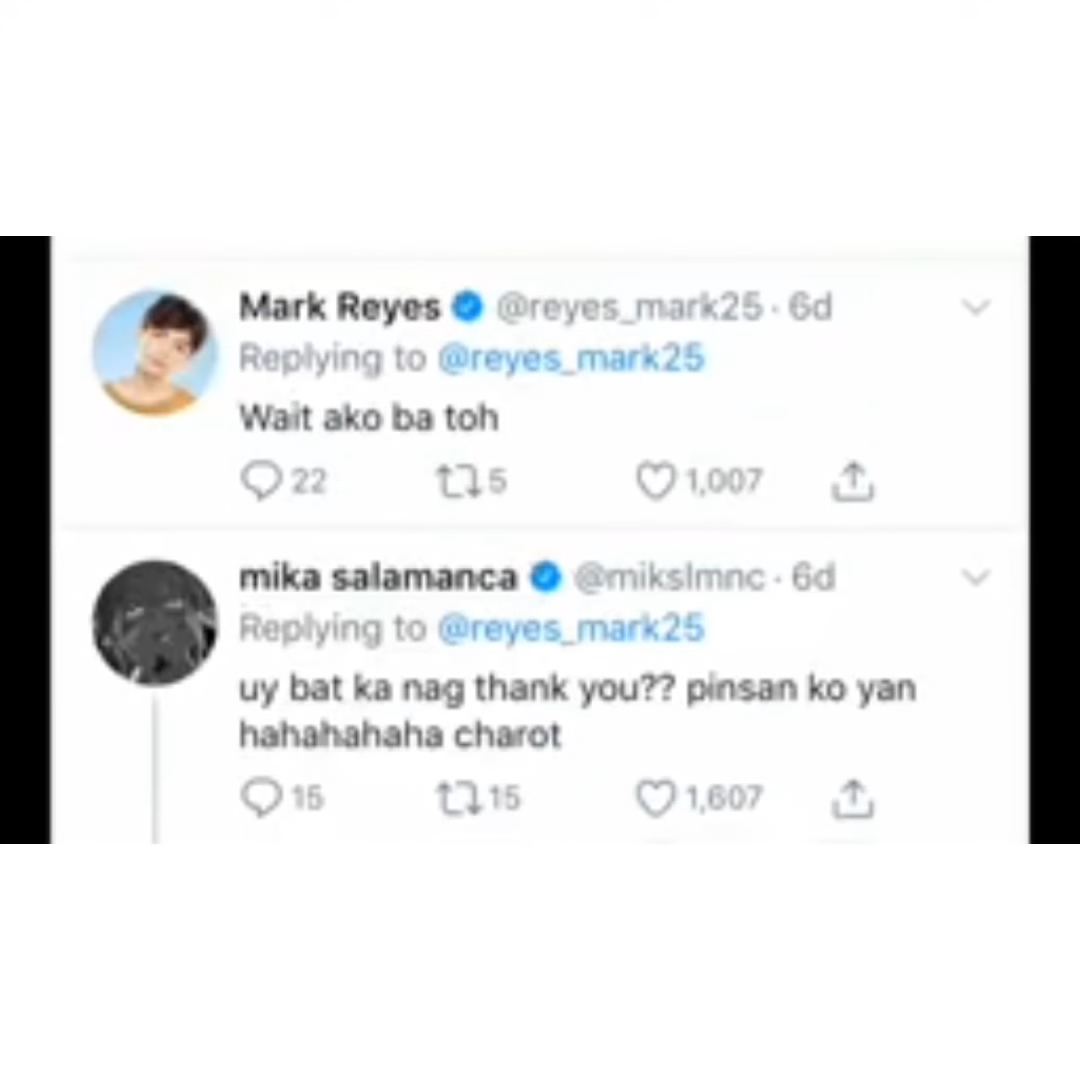 Mark Reyes @reyes_mark25 · 6d
Replying to @reyes_mark25
Wait ako ba toh
22 5 1,007
mika salamanca @mikslmnc · 6d
Replying to @reyes_mark25
uy bat ka nag thank you?? pinsan ko yan
hahahahaha charot
15 15 1,607